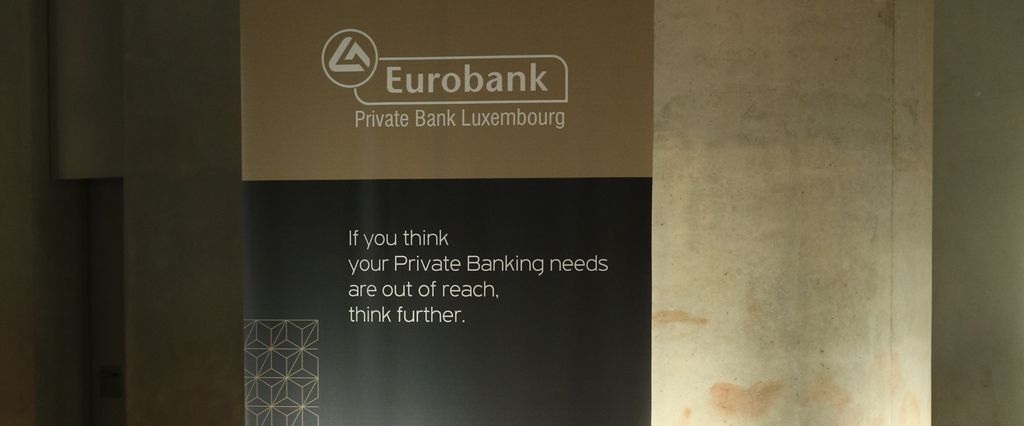 Eurobank
Private Bank Luxembourg
If you think
your Private Banking needs
are out of reach,
think further.